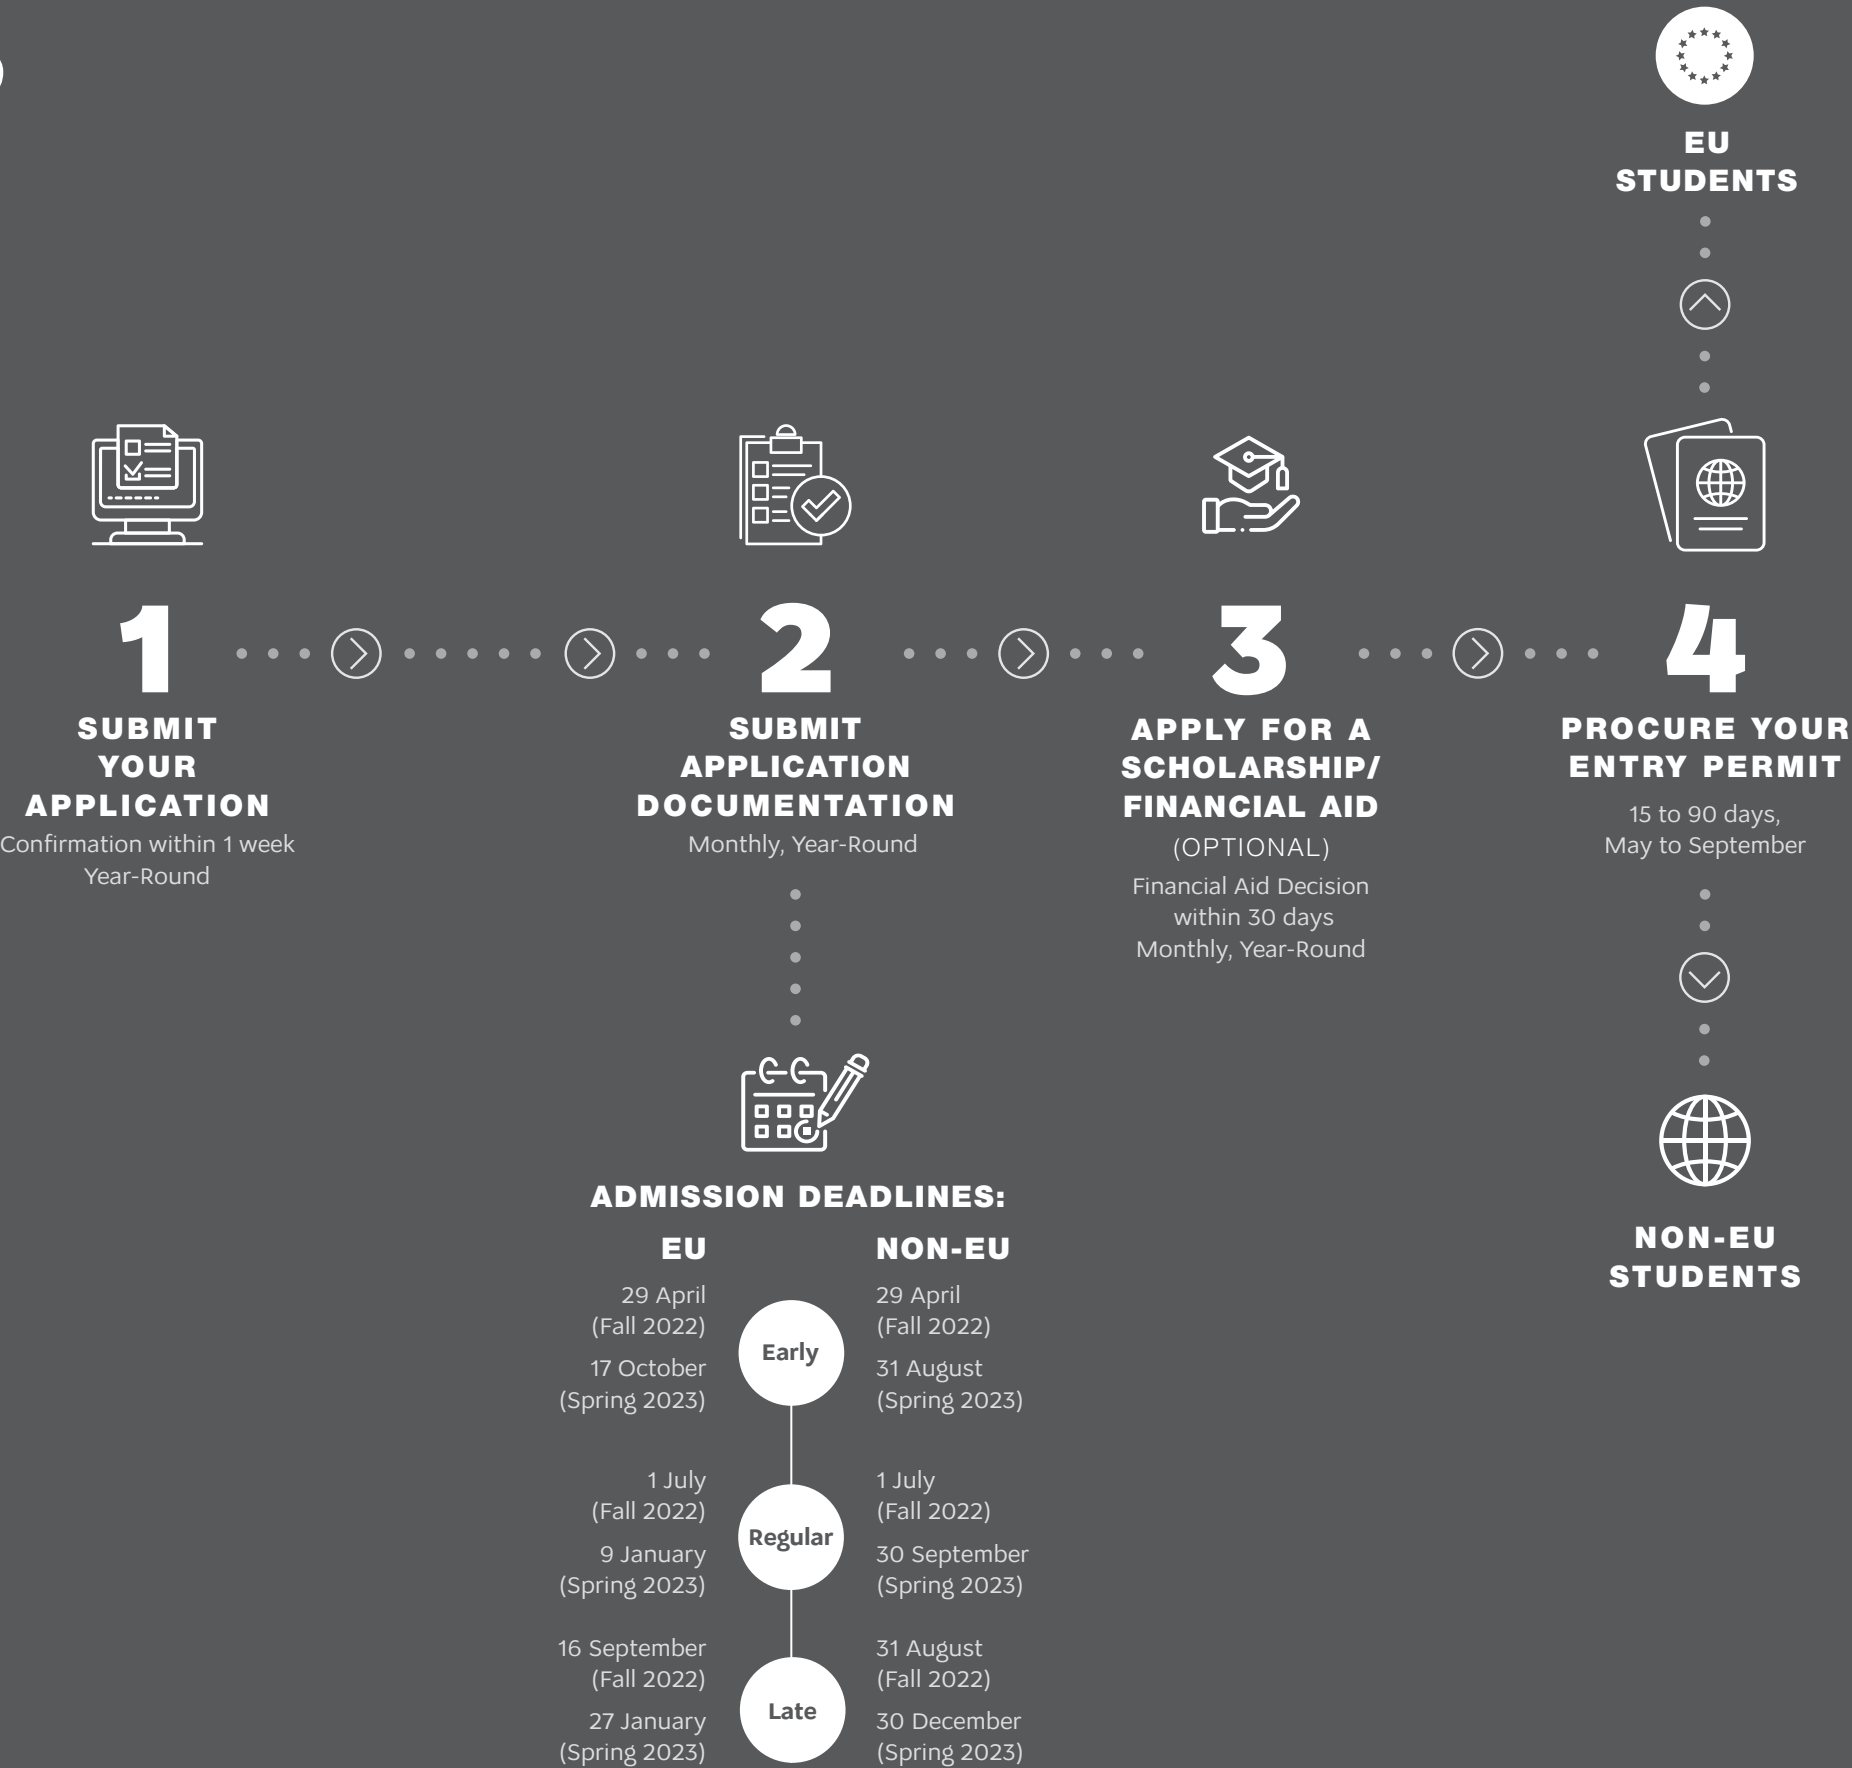 EU
STUDENTS
1
SUBMIT
YOUR
APPLICATION
Confirmation within 1 week
Year-Round
2
SUBMIT
APPLICATION
DOCUMENTATION
Monthly, Year-Round
3
APPLY FOR A
SCHOLARSHIP/
FINANCIAL AID
(OPTIONAL)
Financial Aid Decision
within 30 days
Monthly, Year-Round
4
PROCURE YOUR
ENTRY PERMIT
15 to 90 days,
May to September
NON-EU
STUDENTS
ADMISSION DEADLINES:
EU
NON-EU
29 April
(Fall 2022)
17 October
(Spring 2023)
Early
29 April
(Fall 2022)
31 August
(Spring 2023)
1 July
(Fall 2022)
9 January
(Spring 2023)
Regular
1 July
(Fall 2022)
30 September
(Spring 2023)
16 September
(Fall 2022)
27 January
(Spring 2023)
Late
31 August
(Fall 2022)
30 December
(Spring 2023)